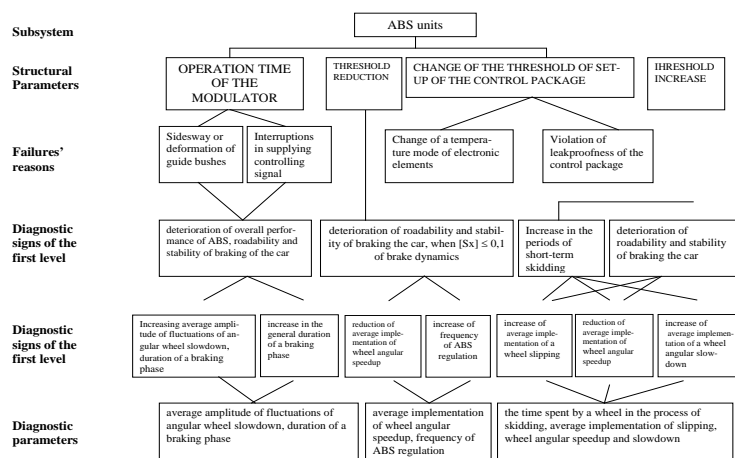 Subsystem
ABS units
Structural
Parameters
OPERATION TIME
OF THE
MODULATOR
THRESHOLD
REDUCTION
CHANGE OF THE THRESHOLD OF SET-
UP OF THE CONTROL PACKAGE
IHRESHOLD
INCREASE
Failures'
reasons
Sidesway or
deformation of
guide bushes
Interruptions in
supplying
controlling
signal
Change of a tempera-
ture mode of electronic
elements
Violation of
leakproofness of the
control package
Diagnostic
signs of the
first level
deterioration of overall perfor-
mance of ABS, roadability and
stability of braking of the car
deterioration of roadability and stabil-
ity of braking the car, when [Sx] ≤ 0,1
of brake dynamics
Increase in the
periods of
short-term
skidding
deterioration of
roadability and stability
of braking the car
Diagnostic
signs of the
first level
Increasing average ampli-
tude of fluctuations of an-
gular wheel slowdown,
duration of a braking
phase
increase in the
general duration of
a braking phase
reduction of
average imple-
mentation of
wheel angular
speedup
increase of
frequency of
ABS
regulation
increase of
average imple-
mentation of a
wheel slipping
reduction of
average imple-
mentation of
wheel angular
speedup
increase of
average implemen-
tation of a wheel
angular slow-
down
Diagnostic
parameters
average amplitude of fluctuations of
angular wheel slowdown, duration of a
braking phase
average implementation
of wheel angular
speedup, frequency of
ABS regulation
the time spent by a wheel in the process of
skidding, average implementation of slipping,
wheel angular speedup and slowdown